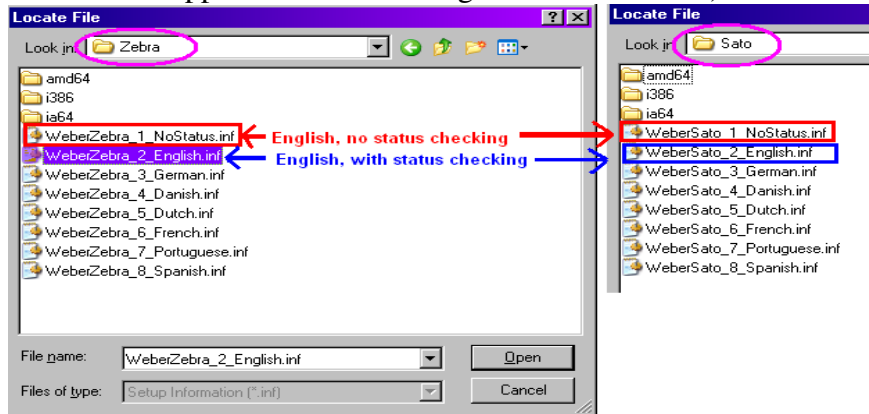 Locate File
Look in: Zebra
amd64
i386
ia64
WeberZebra_1_NoStatus.inf
WeberZebra_2_English.inf
WeberZebra_3_German.inf
WeberZebra_4_Danish.inf
WeberZebra_5_Dutch.inf
WeberZebra_6_French.inf
WeberZebra_7_Portuguese.inf
WeberZebra_8_Spanish.inf
File name: WeberZebra_2_English.inf Open
Files of type: Setup Information (*.inf) Cancel
English, no status checking
English, with status checking
Locate File
Look in Sato
amd64
i386
ia64
WeberSato_1_NoStatus.inf
WeberSato_2_English.inf
WeberSato_3_German.inf
WeberSato_4_Danish.inf
WeberSato_5_Dutch.inf
WeberSato_6_French.inf
WeberSato_7_Portuguese.inf
WeberSato_8_Spanish.inf